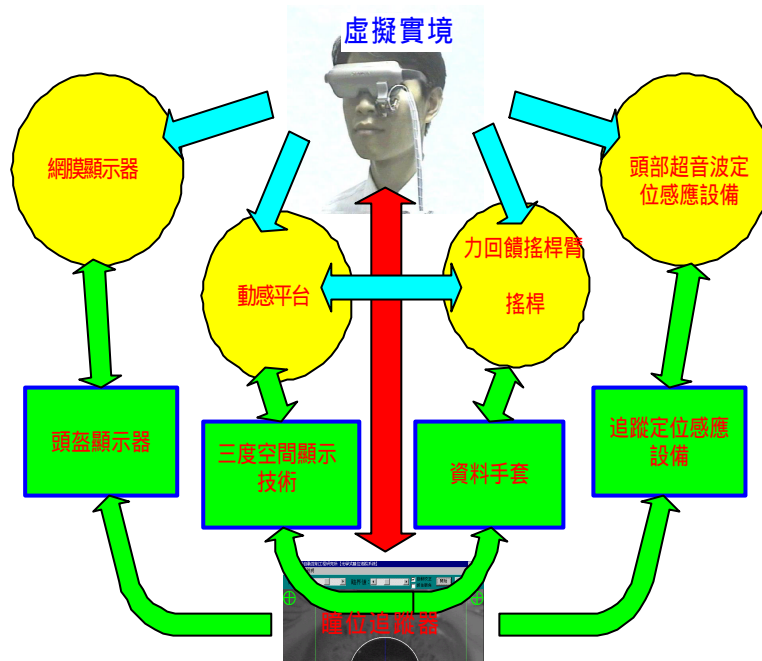 虛擬實境
網膜顯示器
頭部超音波定
位感應設備
動感平台
力回饋搖桿臂
搖桿
頭盔顯示器
三度空間顯示
技術
資料手套
追蹤定位感應
設備
瞳位追蹤器